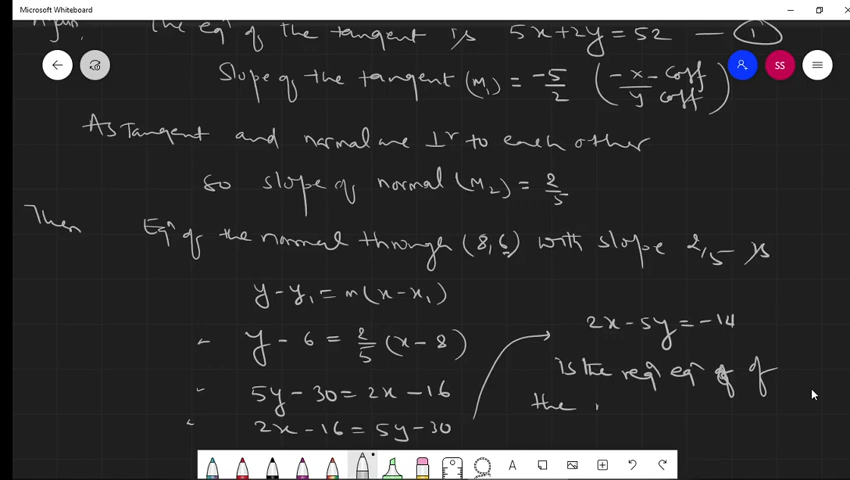 Microsoft Whiteboard
Again, The eqn of the tangent is 5x+2y=52 — (1)
SS
Slope of the tangent (M₁) = -5/2 (-x-coff/y coff)
As Tangent and normal are ⊥r to each other
so slope of normal (M₂) = 2/5
Then Eqn of the normal through (8,6) with slope 2/5 is
y-y₁=m(x-x₁)
y-6=2/5(x-8)
5y-30=2x-16
2x-16=5y-30
2x-5y=-14
is the reqd eqn of of
the
A